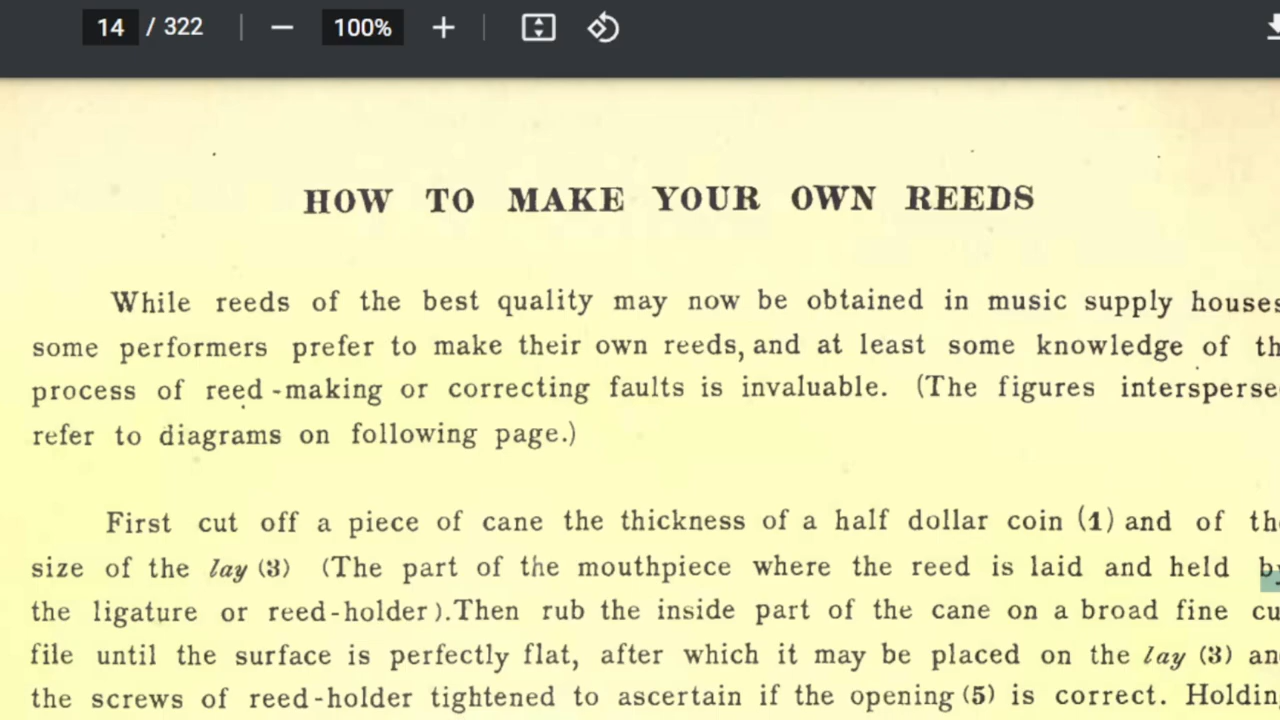 14 / 322 100%
HOW TO MAKE YOUR OWN REEDS
While reeds of the best quality may now be obtained in music supply houses
some performers prefer to make their own reeds, and at least some knowledge of th
process of reed-making or correcting faults is invaluable. (The figures intersperse
refer to diagrams on following page.)
First cut off a piece of cane the thickness of a half dollar coin (1) and of the
size of the lay (3) (The part of the mouthpiece where the reed is laid and held by
the ligature or reed-holder). Then rub the inside part of the cane on a broad fine cu
file until the surface is perfectly flat, after which it may be placed on the lay (3) an
the screws of reed-holder tightened to ascertain if the opening (5) is correct. Holdin